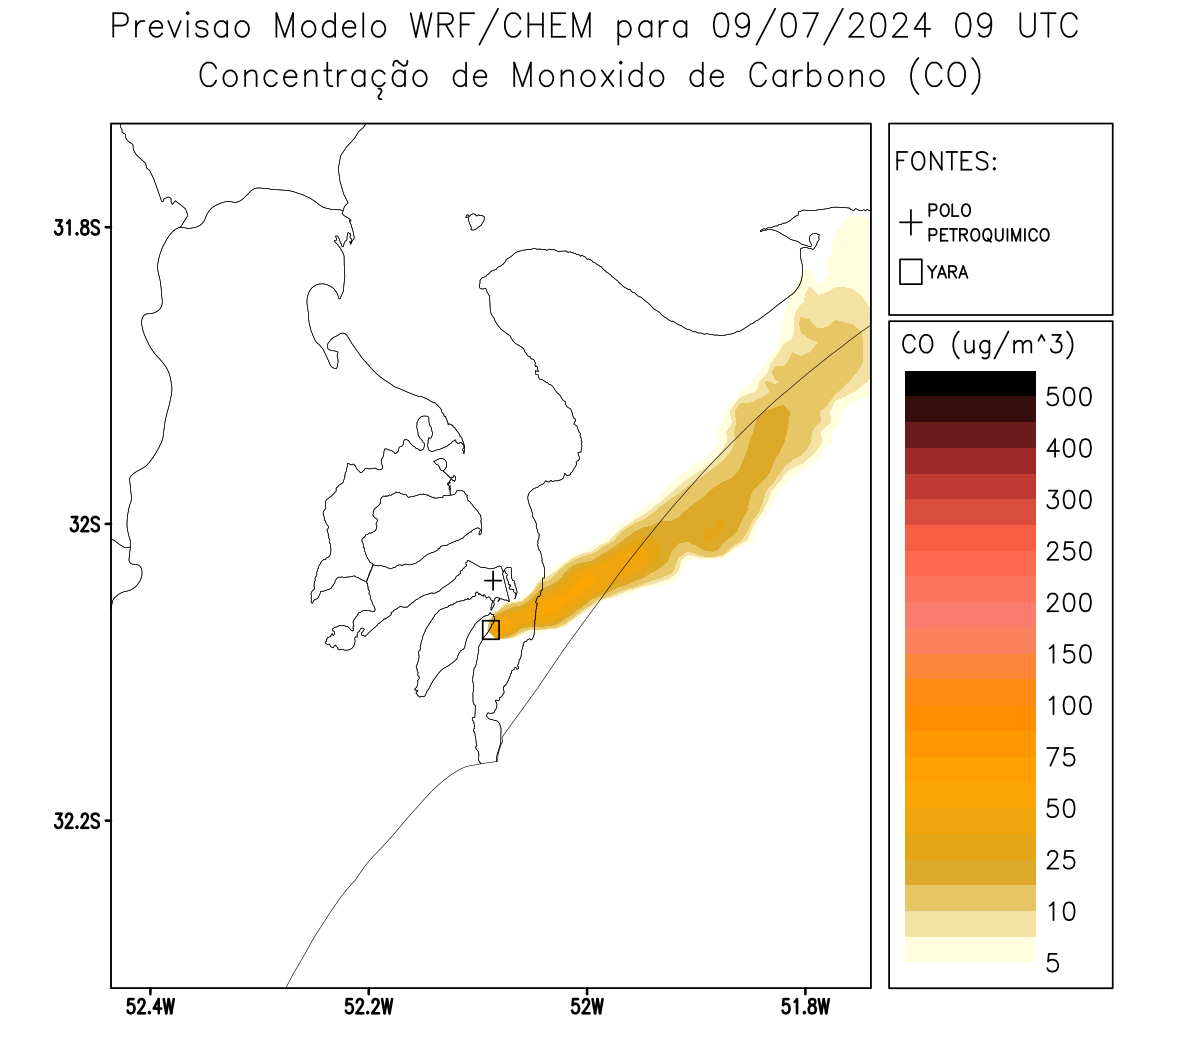 Previsao Modelo WRF/CHEM para 09/07/2024 09 UTC
Concentração de Monoxido de Carbono (CO)
FONTES:
POLO
PETROQUIMICO
YARA
CO (ug/m^3)
500
400
300
250
200
150
100
75
50
25
10
5
31.8S
32S
32.2S
52.4W
52.2W
52W
51.8W